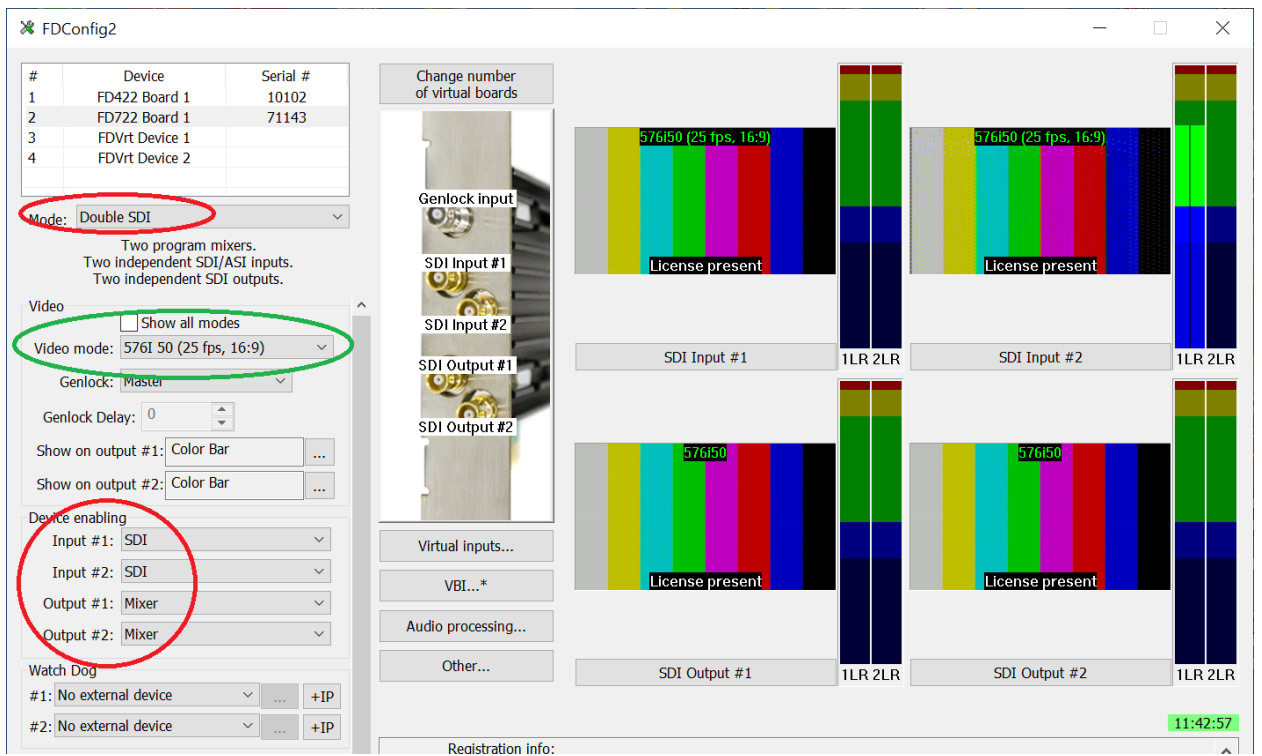 FDConfig2
# Device Serial #
1 FD422 Board 1 10102
2 FD722 Board 1 71143
3 FDVrt Device 1
4 FDVrt Device 2
Mode: Double SDI
Two program mixers.
Two independent SDI/ASI inputs.
Two independent SDI outputs.
Video
Show all modes
Video mode: 576I 50 (25 fps, 16:9)
Genlock: Master
Genlock Delay: 0
Show on output #1: Color Bar ...
Show on output #2: Color Bar ...
Device enabling
Input #1: SDI
Input #2: SDI
Output #1: Mixer
Output #2: Mixer
Watch Dog
#1: No external device ... +IP
#2: No external device ... +IP
Change number
of virtual boards
Genlock input
SDI Input #1
SDI Input #2
SDI Output #1
SDI Output #2
Virtual inputs...
VBI...*
Audio processing...
Other...
576i50 (25 fps, 16:9)
License present
SDI Input #1
1LR 2LR
576i50 (25 fps, 16:9)
License present
SDI Input #2
1LR 2LR
576i50
License present
SDI Output #1
1LR 2LR
576i50
License present
SDI Output #2
1LR 2LR
11:42:57
Registration info: